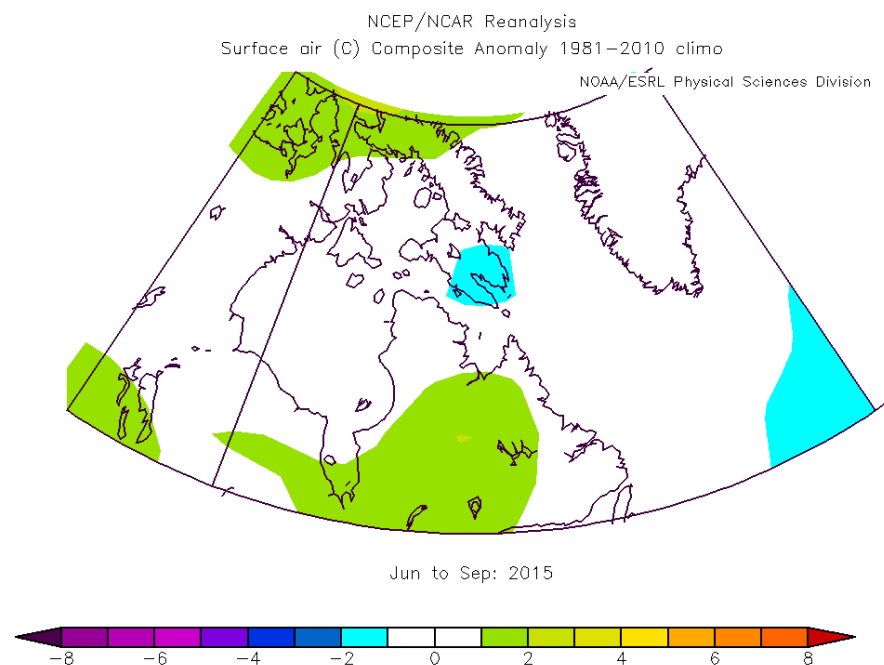 NCEP/NCAR Reanalysis
Surface air (C) Composite Anomaly 1981−2010 climo
NOAA/ESRL Physical Sciences Division
Jun to Sep: 2015
−8 −6 −4 −2 0 2 4 6 8